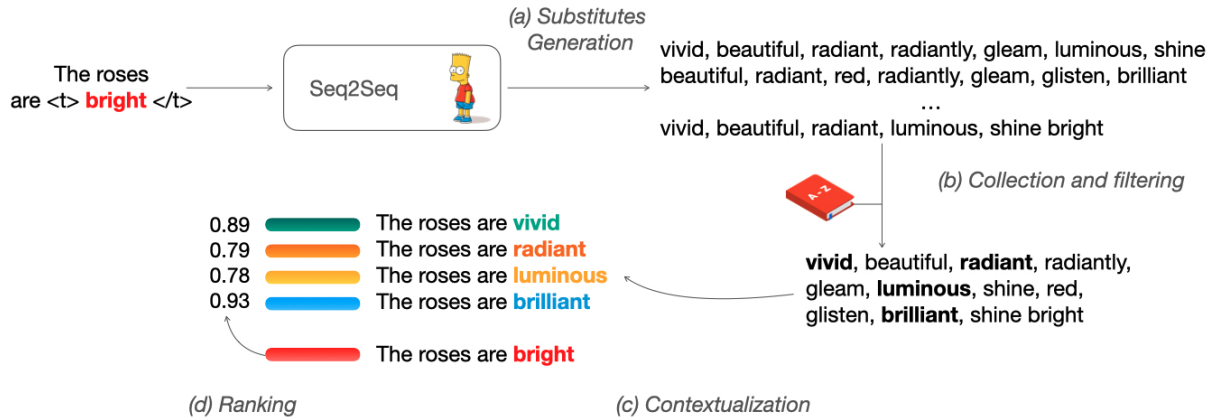 (a) Substitutes
Generation
The roses
are <t> bright </t>
Seq2Seq
vivid, beautiful, radiant, radiantly, gleam, luminous, shine
beautiful, radiant, red, radiantly, gleam, glisten, brilliant
...
vivid, beautiful, radiant, luminous, shine bright
A-Z
(b) Collection and filtering
vivid, beautiful, radiant, radiantly,
gleam, luminous, shine, red,
glisten, brilliant, shine bright
0.89 The roses are vivid
0.79 The roses are radiant
0.78 The roses are luminous
0.93 The roses are brilliant
The roses are bright
(d) Ranking
(c) Contextualization